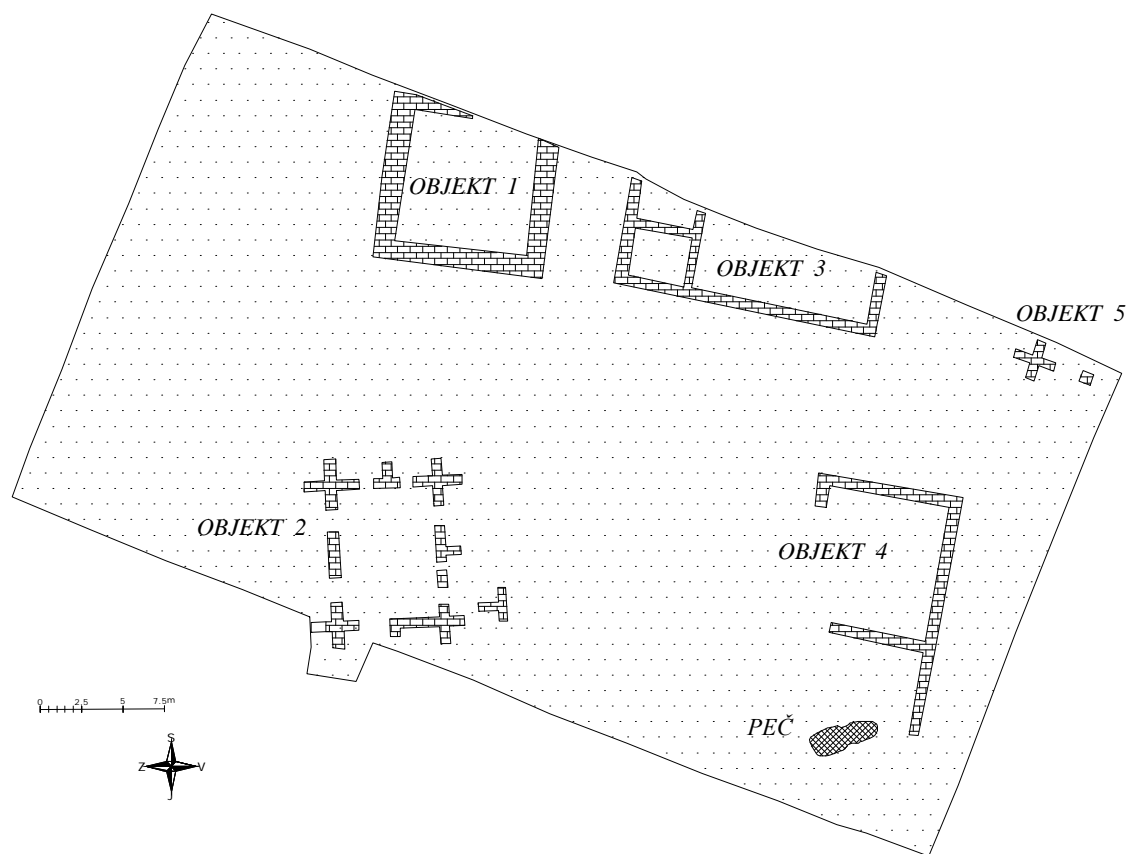 OBJEKT 1
OBJEKT 3
OBJEKT 5
OBJEKT 2
OBJEKT 4
PEČ
0 2,5 5 7,5m
S
Z V
J